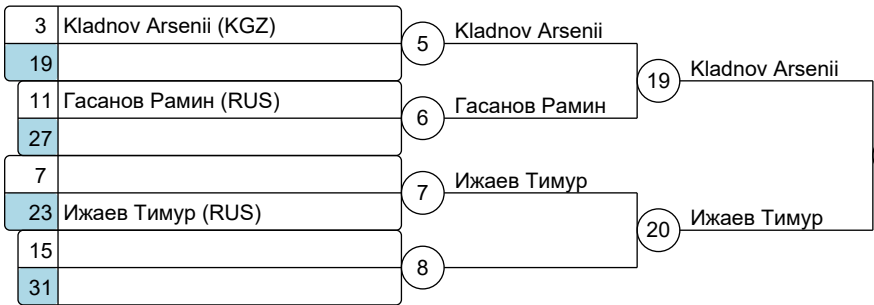 3 Kladnov Arsenii (KGZ)
19
5 Kladnov Arsenii
11 Гасанов Рамин (RUS)
27
6 Гасанов Рамин
19 Kladnov Arsenii
7
23 Ижаев Тимур (RUS)
7 Ижаев Тимур
15
31
8
20 Ижаев Тимур